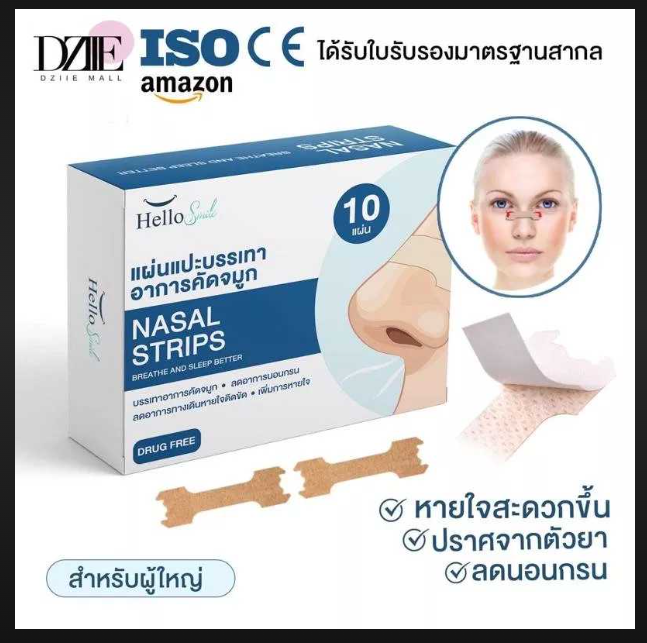 DZIIE
DZIIE MALL
ISO CE
ได้รับใบรับรองมาตรฐานสากล
amazon
NASAL STRIPS
BREATHE AND SLEEP BETTER
Hello Smile
10
แผ่น
แผ่นแปะบรรเทา
อาการคัดจมูก
Hello Smile
NASAL
STRIPS
BREATHE AND SLEEP BETTER
บรรเทาอาการคัดจมูก • ลดอาการนอนกรน
ลดอาการทางเดินหายใจติดขัด • เพิ่มการหายใจ
DRUG FREE
หายใจสะดวกขึ้น
ปราศจากตัวยา
ลดนอนกรน
สำหรับผู้ใหญ่